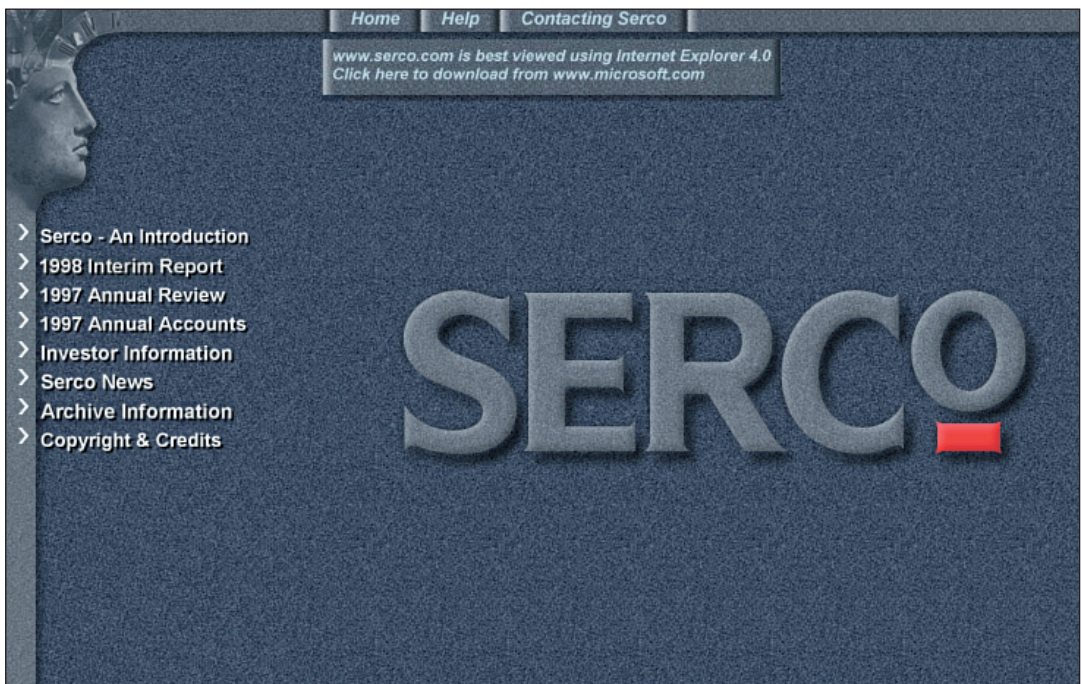 Home Help Contacting Serco
www.serco.com is best viewed using Internet Explorer 4.0
Click here to download from www.microsoft.com
Serco - An Introduction
1998 Interim Report
1997 Annual Review
1997 Annual Accounts
Investor Information
Serco News
Archive Information
Copyright & Credits
SERCO